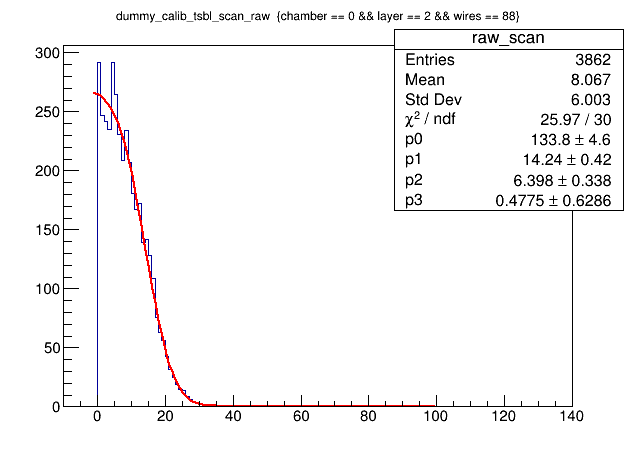 dummy_calib_tsbl_scan_raw {chamber == 0 && layer == 2 && wires == 88}
raw_scan
Entries 3862
Mean 8.067
Std Dev 6.003
χ² / ndf 25.97 / 30
p0 133.8 ± 4.6
p1 14.24 ± 0.42
p2 6.398 ± 0.338
p3 0.4775 ± 0.6286
300
250
200
150
100
50
0
0 20 40 60 80 100 120 140